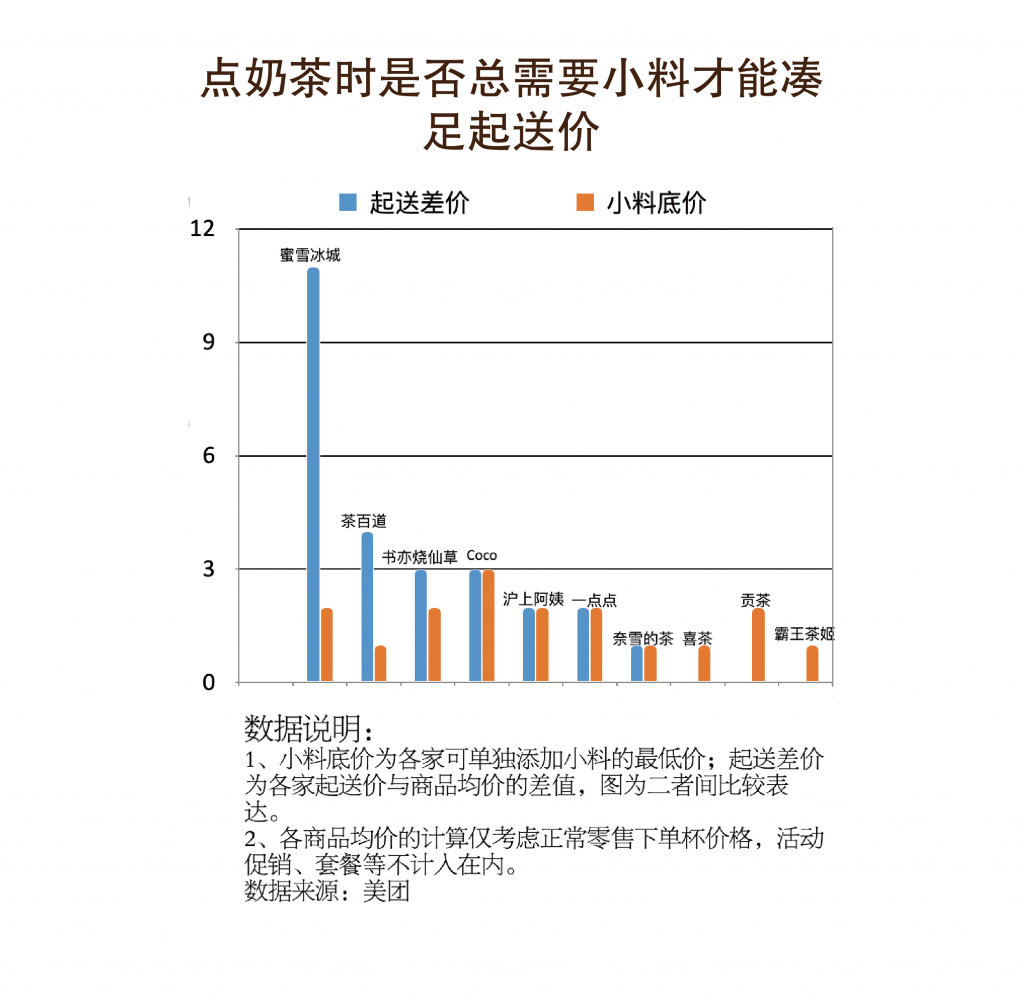 点奶茶时是否总需要小料才能凑
足起送价
起送差价 小料底价
12
蜜雪冰城
9
6
茶百道
书亦烧仙草 Coco
3
沪上阿姨 一点点 贡茶
奈雪的茶 喜茶 霸王茶姬
0
数据说明：
1、小料底价为各家可单独添加小料的最低价；起送差价
为各家起送价与商品均价的差值，图为二者间比较表
达。
2、各商品均价的计算仅考虑正常零售下单杯价格，活动
促销、套餐等不计入在内。
数据来源：美团